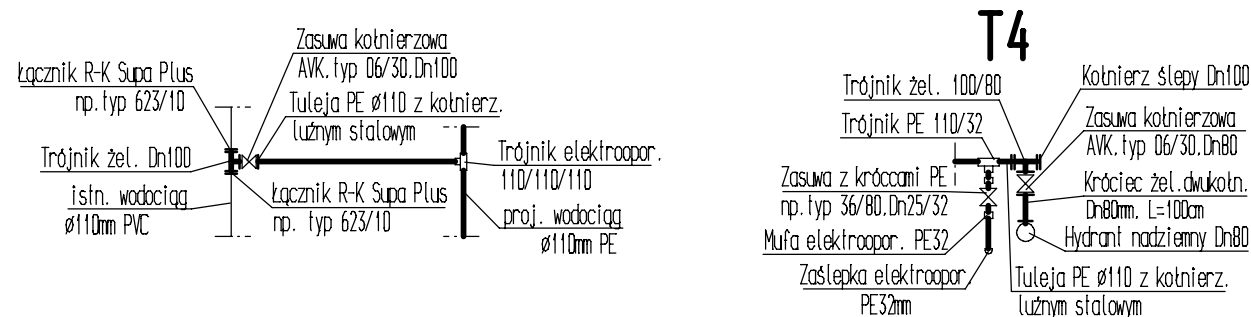 Zasuwa kołnierzowa
AVK, typ 06/30, Dn100
Łącznik R-K Supa Plus
np. typ 623/10
Tuleja PE ø110 z kołnierz.
luźnym stalowym
Trójnik żel. Dn100
istn. wodociąg
ø110mm PVC
Łącznik R-K Supa Plus
np. typ 623/10
Trójnik elektroopor.
110/110/110
proj. wodociąg
ø110mm PE
T4
Trójnik żel. 100/80
Trójnik PE 110/32
Zasuwa z króćcami PE
np. typ 36/80, Dn25/32
Mufa elektroopor. PE32
Zaślepka elektroopor.
PE32mm
Kołnierz ślepy Dn100
Zasuwa kołnierzowa
AVK, typ 06/30, Dn80
Króciec żel. dwukołn.
Dn80mm, L=100cm
Hydrant nadziemny Dn80
Tuleja PE ø110 z kołnierz.
luźnym stalowym